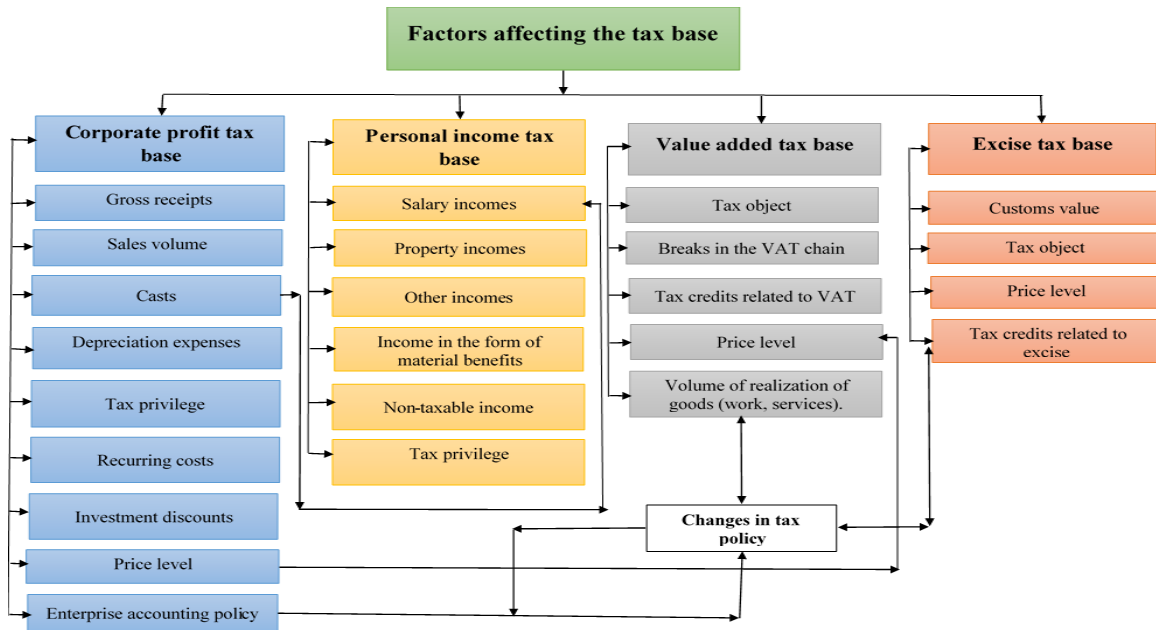 Factors affecting the tax base
Corporate profit tax
base
Gross receipts
Sales volume
Casts
Depreciation expenses
Tax privilege
Recurring costs
Investment discounts
Price level
Enterprise accounting policy
Personal income tax
base
Salary incomes
Property incomes
Other incomes
Income in the form of
material benefits
Non-taxable income
Tax privilege
Value added tax base
Tax object
Breaks in the VAT chain
Tax credits related to VAT
Price level
Volume of realization of
goods (work, services).
Changes in tax
policy
Excise tax base
Customs value
Tax object
Price level
Tax credits related to
excise